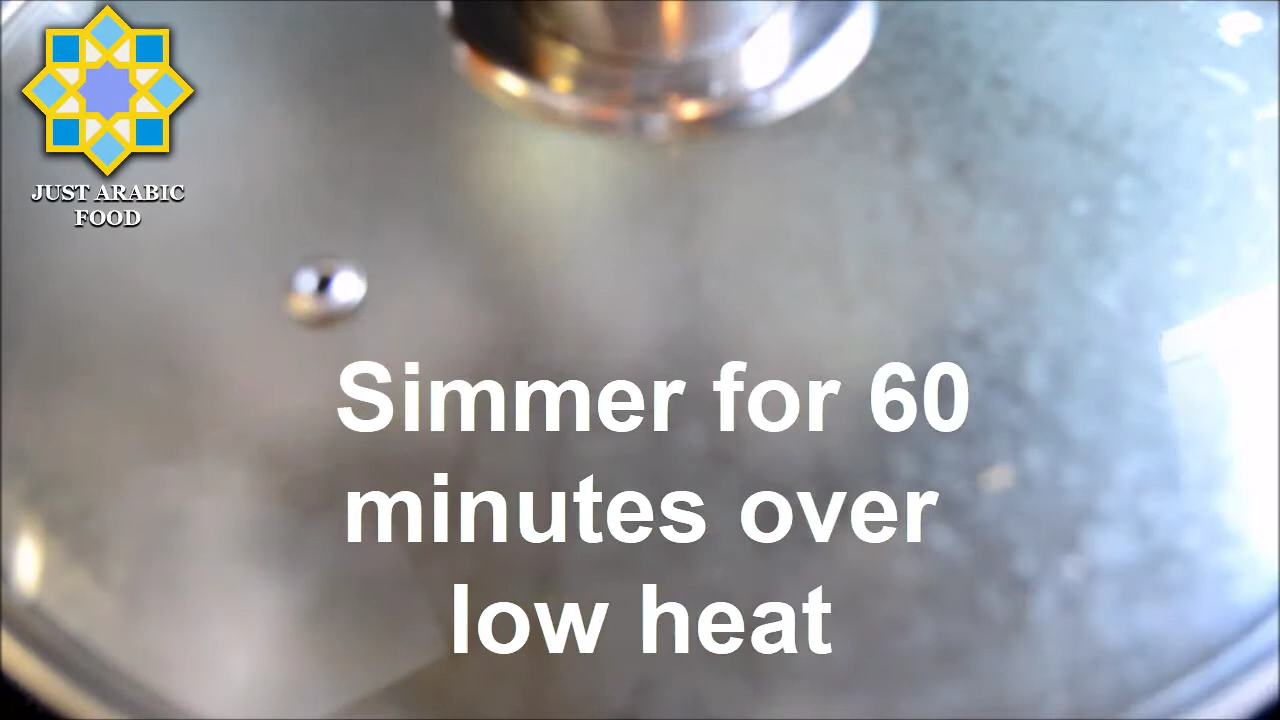 JUST ARABIC
FOOD
Simmer for 60
minutes over
low heat